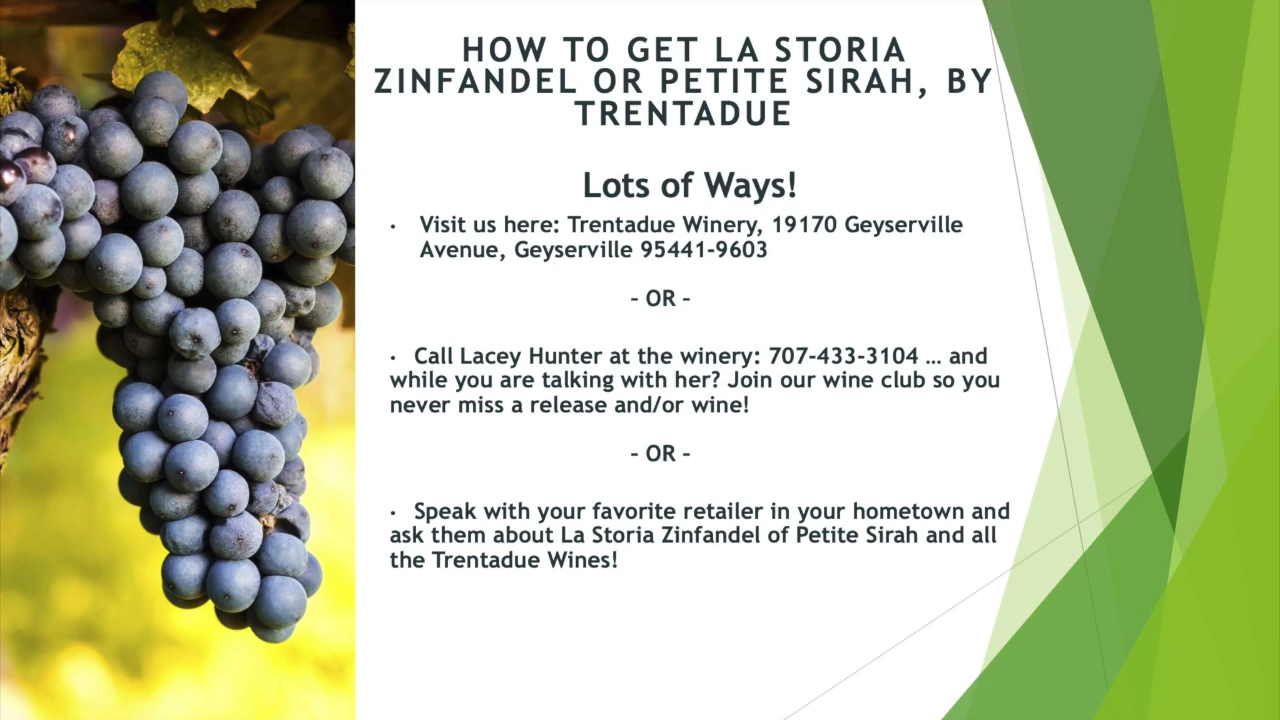 HOW TO GET LA STORIA
ZINFANDEL OR PETITE SIRAH, BY
TRENTADUE
Lots of Ways!
• Visit us here: Trentadue Winery, 19170 Geyserville
Avenue, Geyserville 95441-9603
- OR -
• Call Lacey Hunter at the winery: 707-433-3104 … and
while you are talking with her? Join our wine club so you
never miss a release and/or wine!
- OR -
• Speak with your favorite retailer in your hometown and
ask them about La Storia Zinfandel of Petite Sirah and all
the Trentadue Wines!